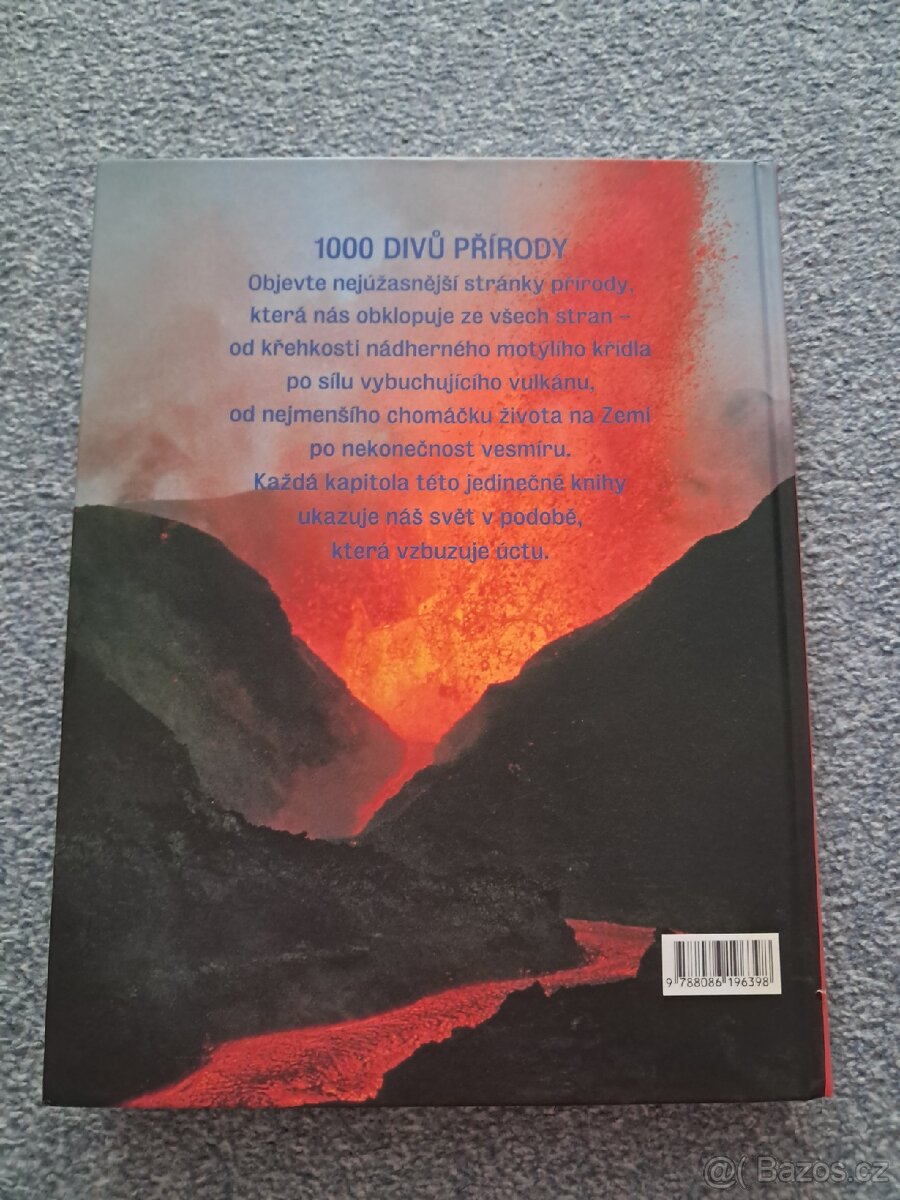 1000 DIVŮ PŘÍRODY
Objevte nejúžasnější stránky přírody,
která nás obklopuje ze všech stran –
od křehkosti nádherného motýlího křídla
po sílu vybuchujícího vulkánu,
od nejmenšího chomáčku života na Zemi
po nekonečnost vesmíru.
Každá kapitola této jedinečné knihy
ukazuje náš svět v podobě,
která vzbuzuje úctu.
9 788086 196398
@( Bazos.cz